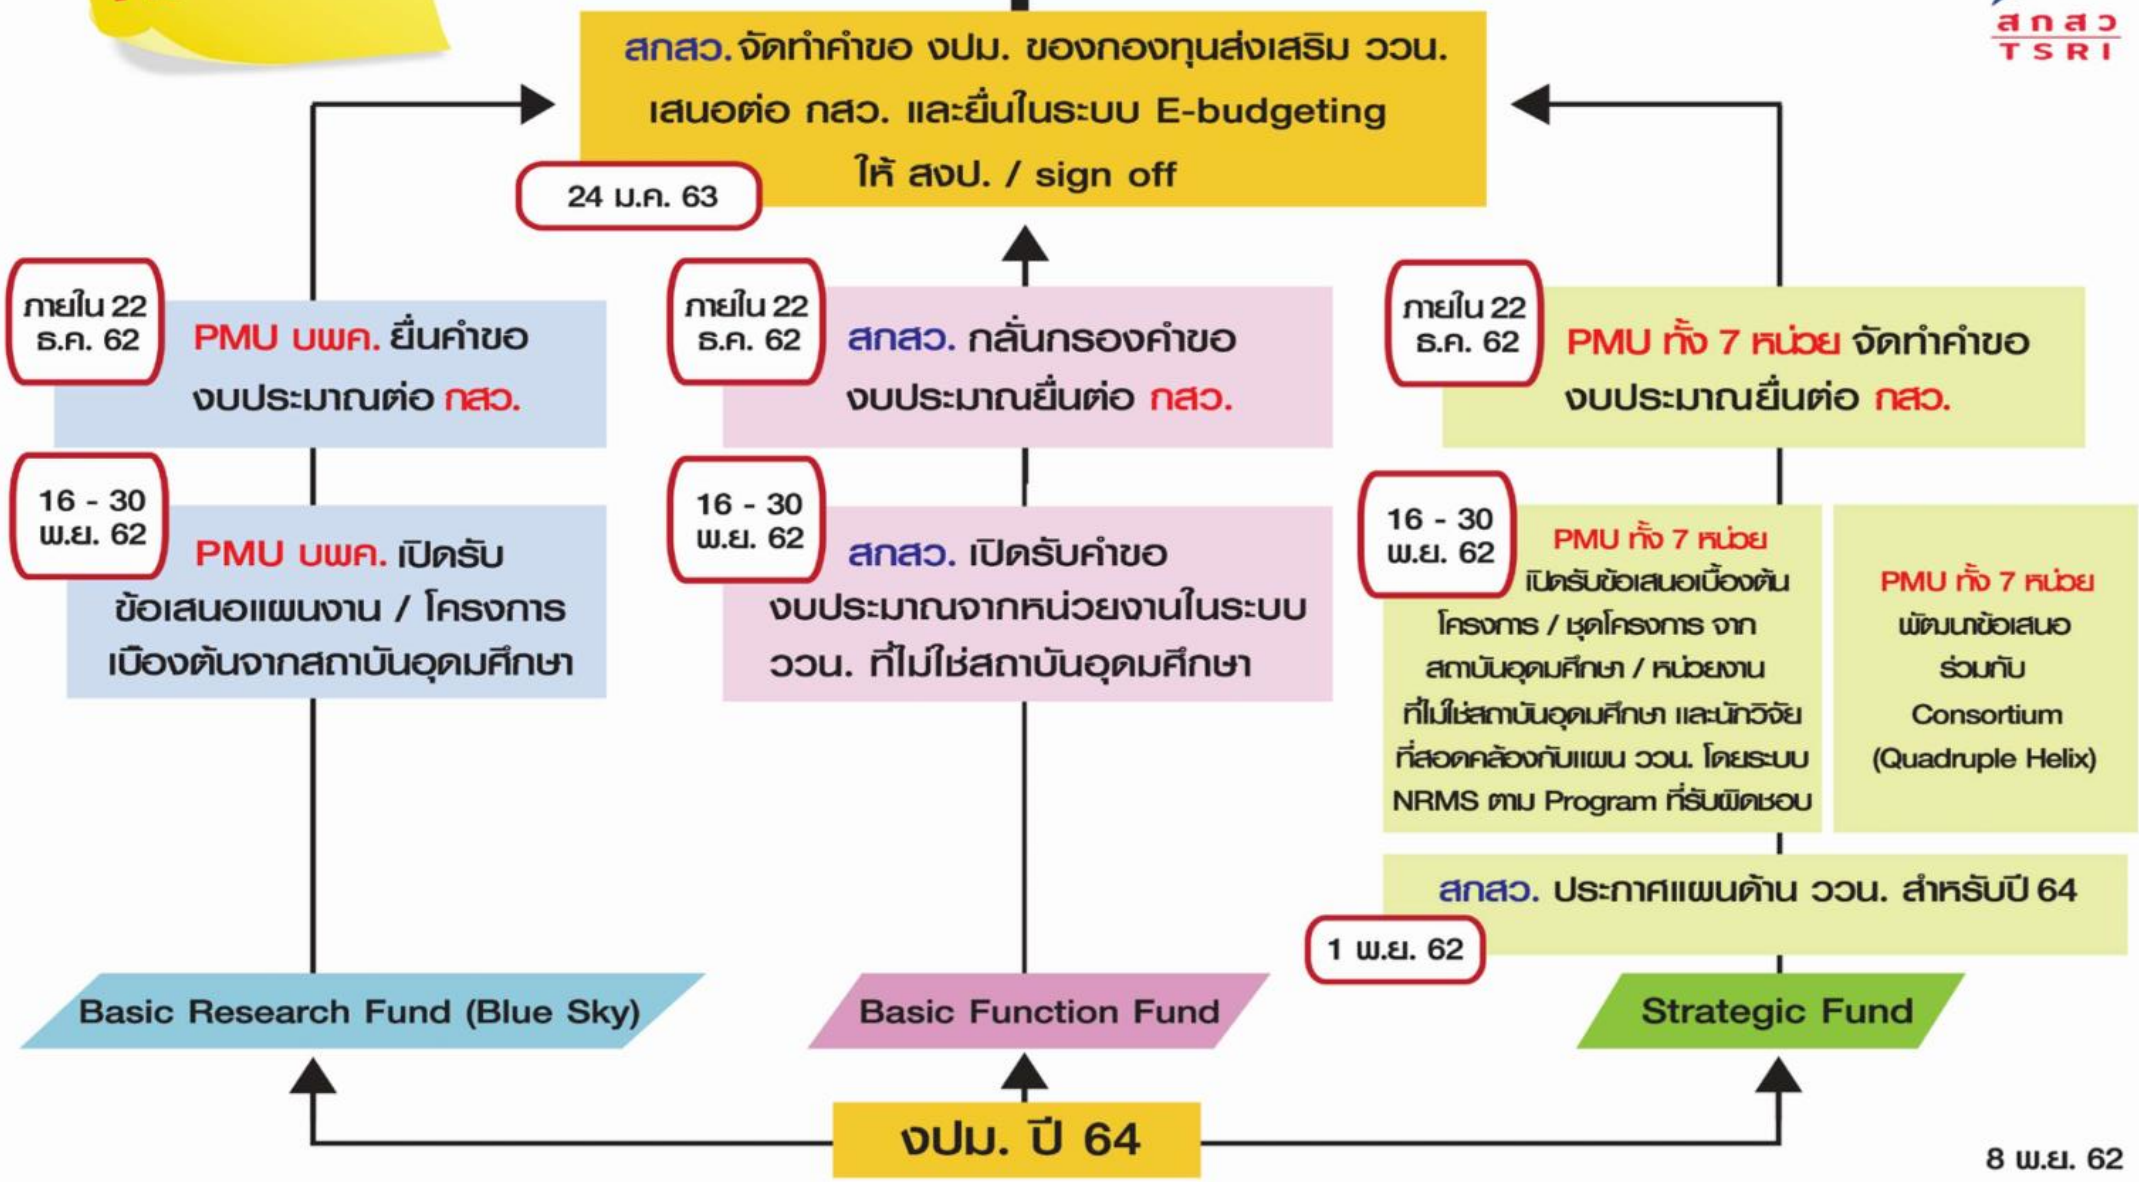 สกสว
TSRI
สกสว. จัดทำคำขอ งปม. ของกองทุนส่งเสริม ววน.
เสนอต่อ กสว. และยื่นในระบบ E-budgeting
ให้ สงป. / sign off
24 ม.ค. 63
ภายใน 22
ธ.ค. 62
PMU บพค. ยื่นคำขอ
งบประมาณต่อ กสว.
ภายใน 22
ธ.ค. 62
สกสว. กลั่นกรองคำขอ
งบประมาณยื่นต่อ กสว.
ภายใน 22
ธ.ค. 62
PMU ทั้ง 7 หน่วย จัดทำคำขอ
งบประมาณยื่นต่อ กสว.
16 - 30
พ.ย. 62
PMU บพค. เปิดรับ
ข้อเสนอแผนงาน / โครงการ
เบื้องต้นจากสถาบันอุดมศึกษา
16 - 30
พ.ย. 62
สกสว. เปิดรับคำขอ
งบประมาณจากหน่วยงานในระบบ
ววน. ที่ไม่ใช่สถาบันอุดมศึกษา
16 - 30
พ.ย. 62
PMU ทั้ง 7 หน่วย
เปิดรับข้อเสนอเบื้องต้น
โครงการ / ชุดโครงการ จาก
สถาบันอุดมศึกษา / หน่วยงาน
ที่ไม่ใช่สถาบันอุดมศึกษา และนักวิจัย
ที่สอดคล้องกับแผน ววน. โดยระบบ
NRMS ตาม Program ที่รับผิดชอบ
PMU ทั้ง 7 หน่วย
พัฒนาข้อเสนอ
ร่วมกับ
Consortium
(Quadruple Helix)
สกสว. ประกาศแผนด้าน ววน. สำหรับปี 64
1 พ.ย. 62
Basic Research Fund (Blue Sky)
Basic Function Fund
Strategic Fund
งปม. ปี 64
8 พ.ย. 62